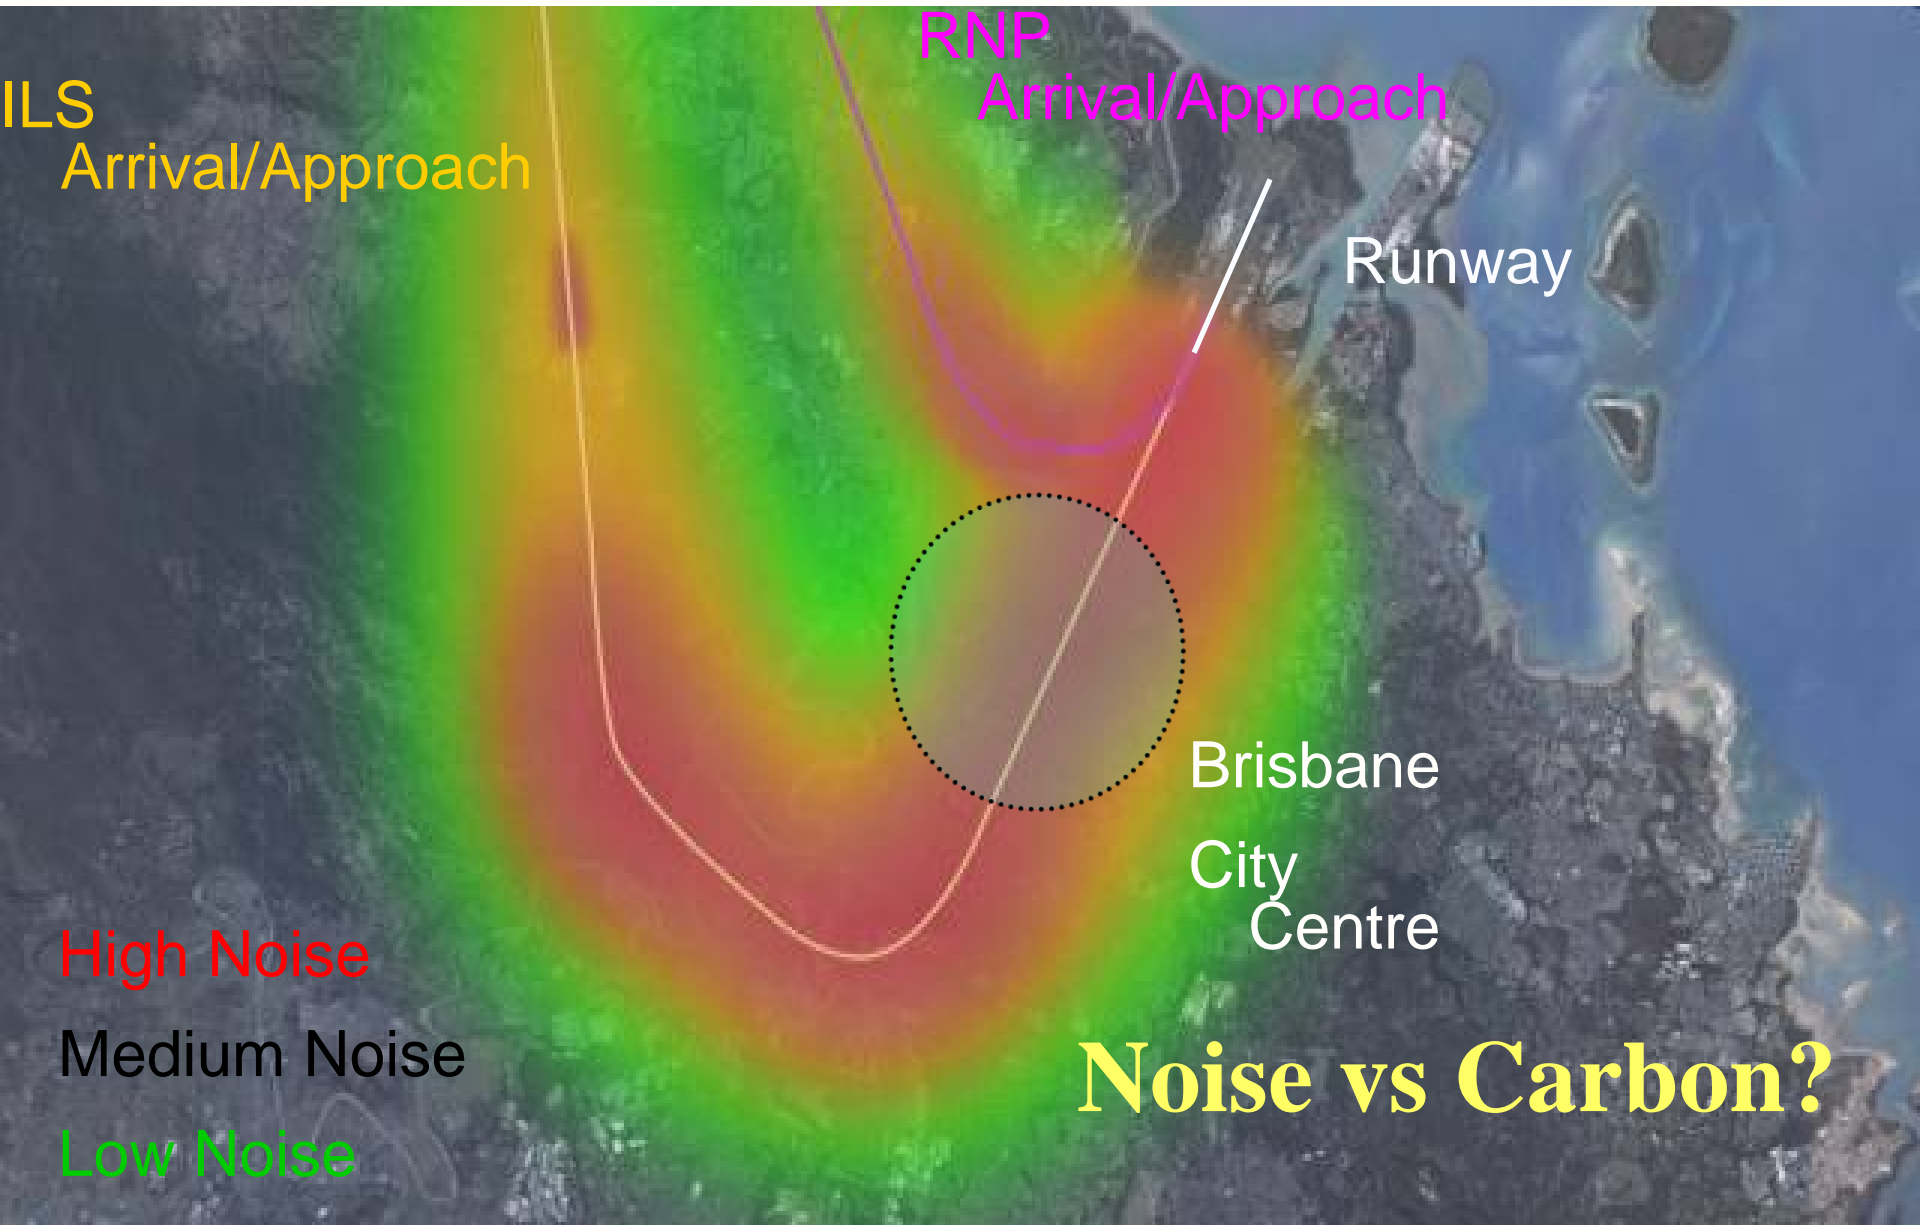 RNP
Arrival/Approach
ILS
Arrival/Approach
Runway
Brisbane
City
Centre
High Noise
Medium Noise
Low Noise
Noise vs Carbon?